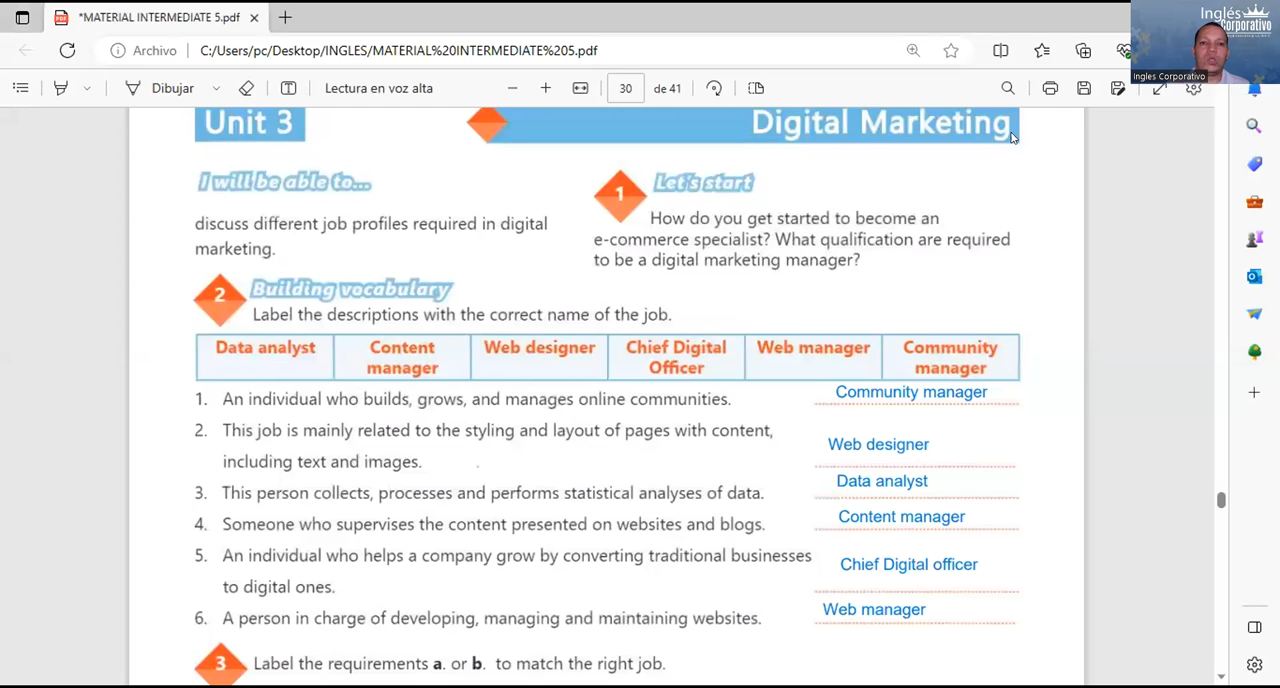 *MATERIAL INTERMEDIATE 5.pdf
Archivo C:/Users/pc/Desktop/INGLES/MATERIAL%20INTERMEDIATE%205.pdf
Inglés
Corporativo
Ingles Corporativo
Dibujar Lectura en voz alta 30 de 41
Unit 3 Digital Marketing
I will be able to...
discuss different job profiles required in digital
marketing.
1 Let's start
How do you get started to become an
e-commerce specialist? What qualification are required
to be a digital marketing manager?
2 Building vocabulary
Label the descriptions with the correct name of the job.
Data analyst
Content
manager
Web designer
Chief Digital
Officer
Web manager
Community
manager
1. An individual who builds, grows, and manages online communities. Community manager
2. This job is mainly related to the styling and layout of pages with content,
including text and images. Web designer
3. This person collects, processes and performs statistical analyses of data. Data analyst
4. Someone who supervises the content presented on websites and blogs. Content manager
5. An individual who helps a company grow by converting traditional businesses
to digital ones. Chief Digital officer
6. A person in charge of developing, managing and maintaining websites. Web manager
3 Label the requirements a. or b. to match the right job.